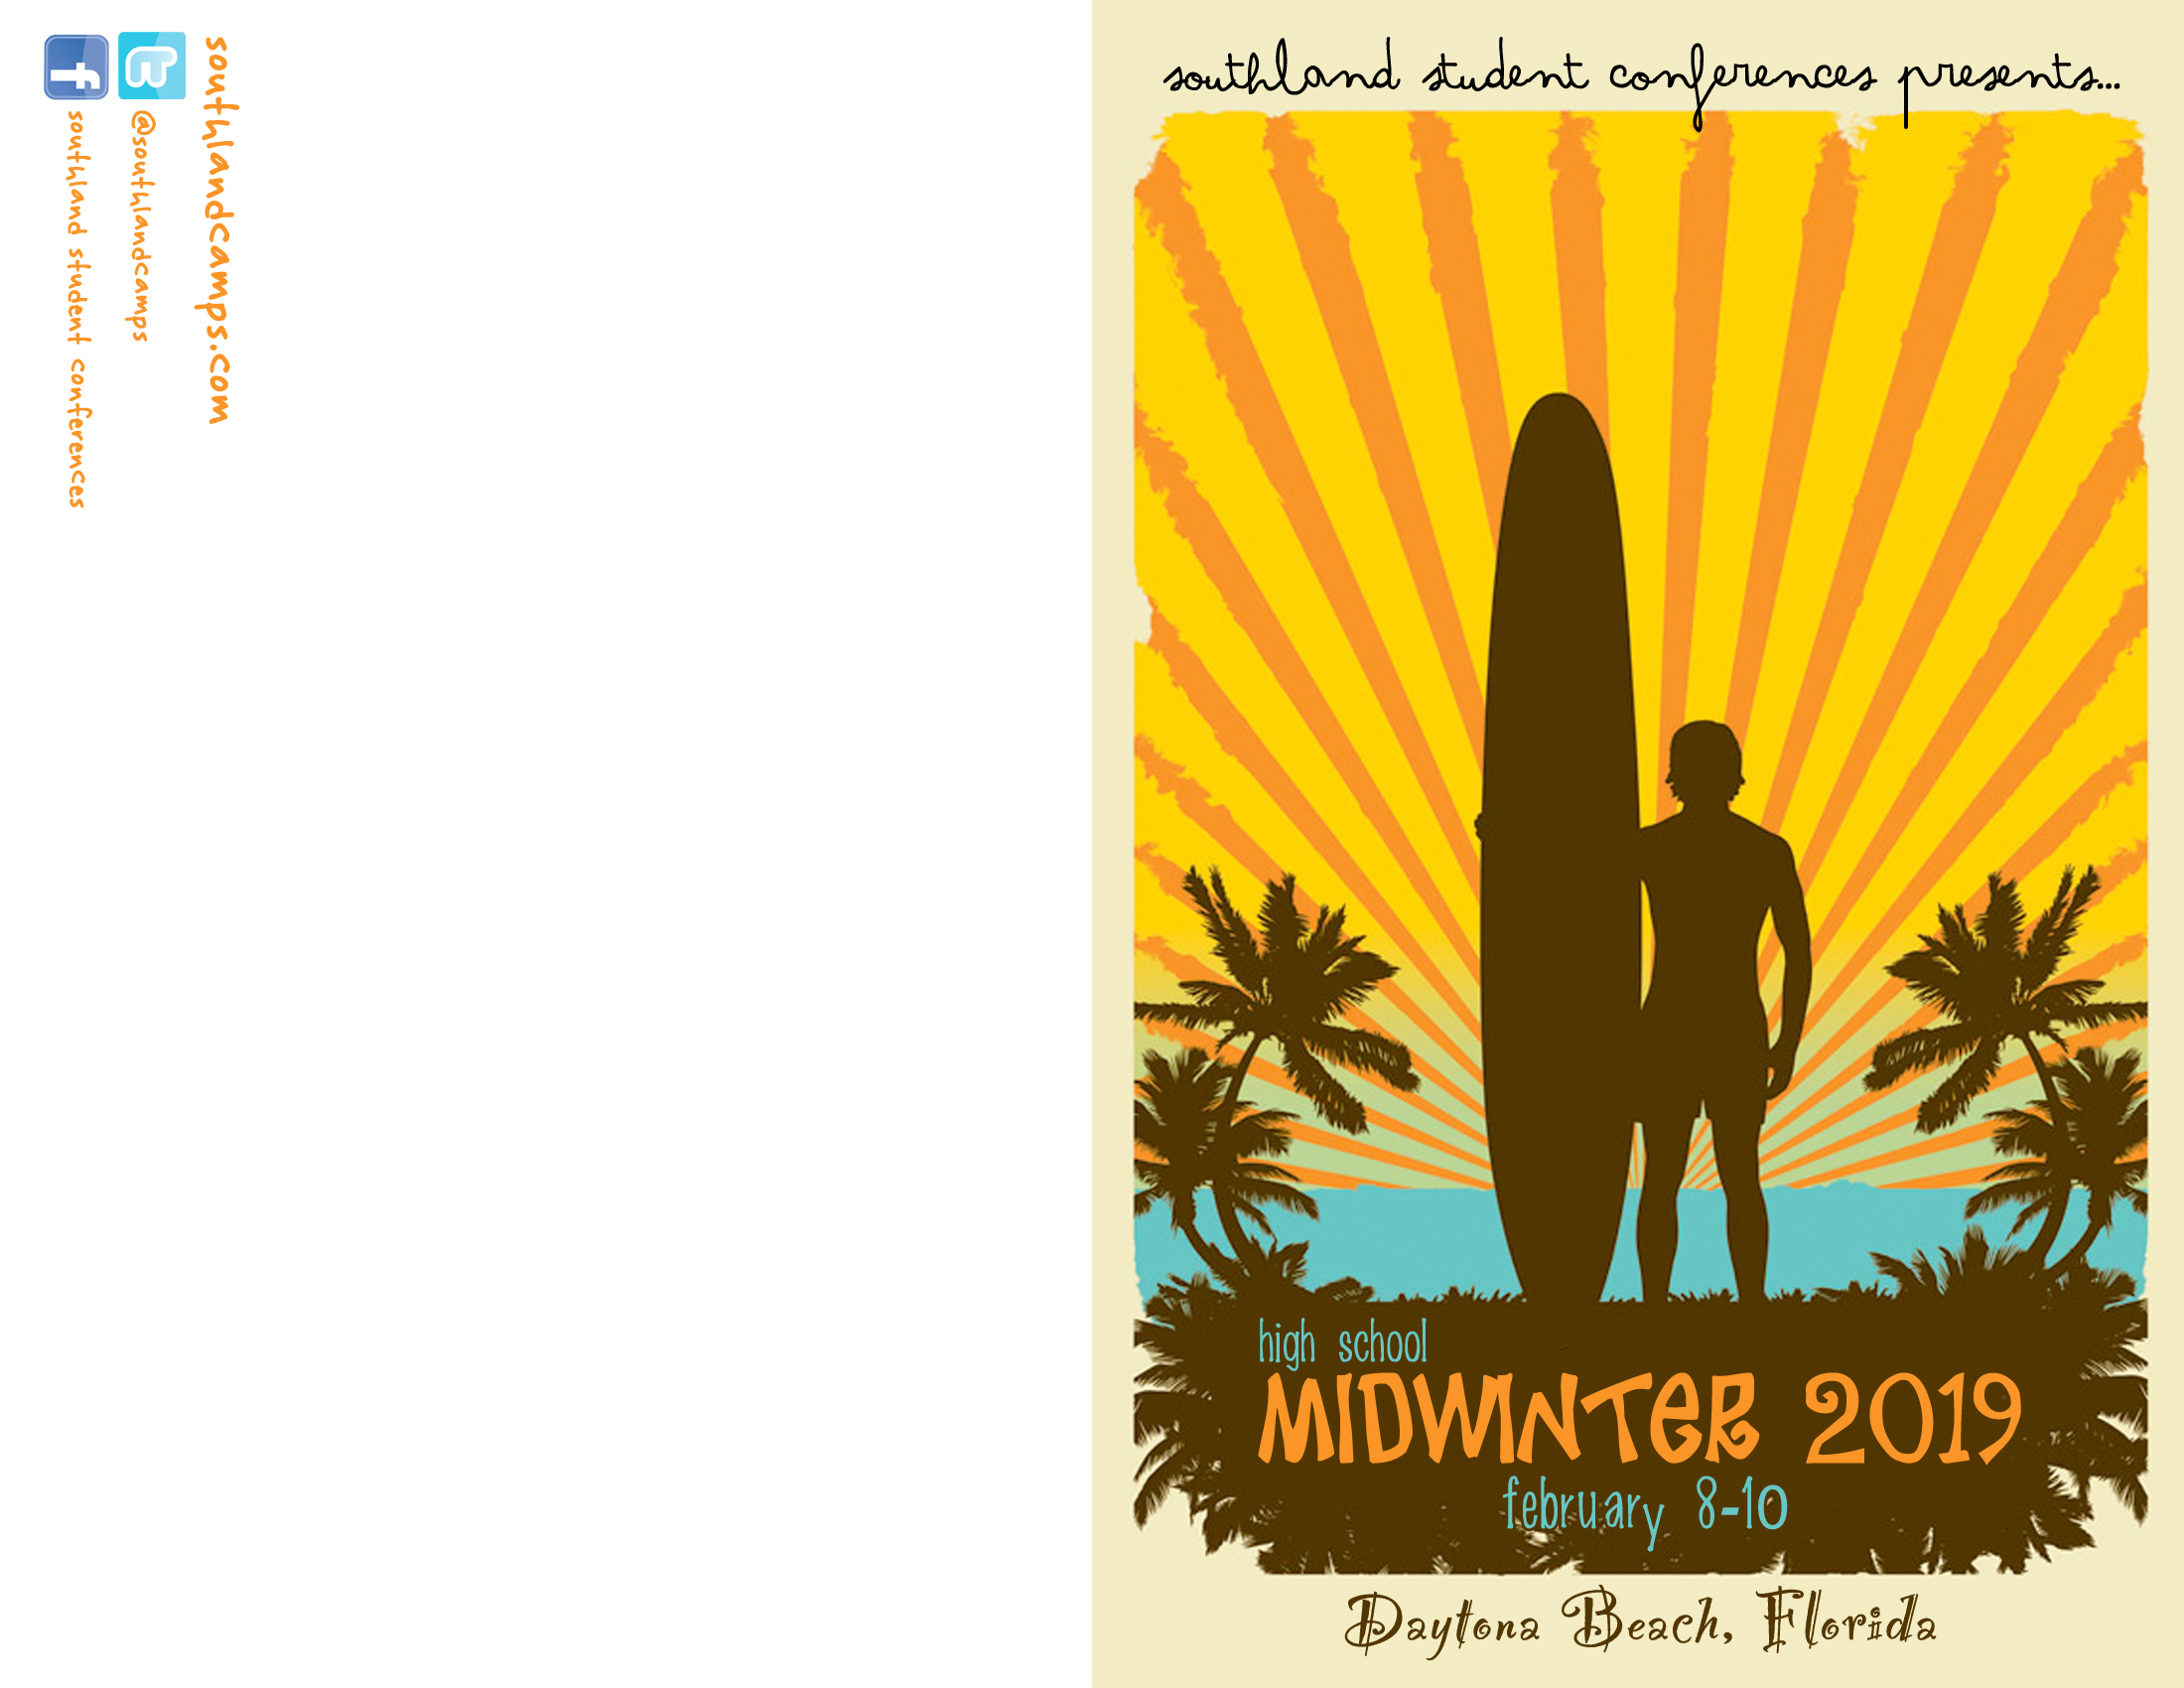 southlandcamps.com
@southlandcamps
southland student conferences
southland student conferences presents...
high school
MIDWINTER 2019
february 8-10
Daytona Beach, Florida